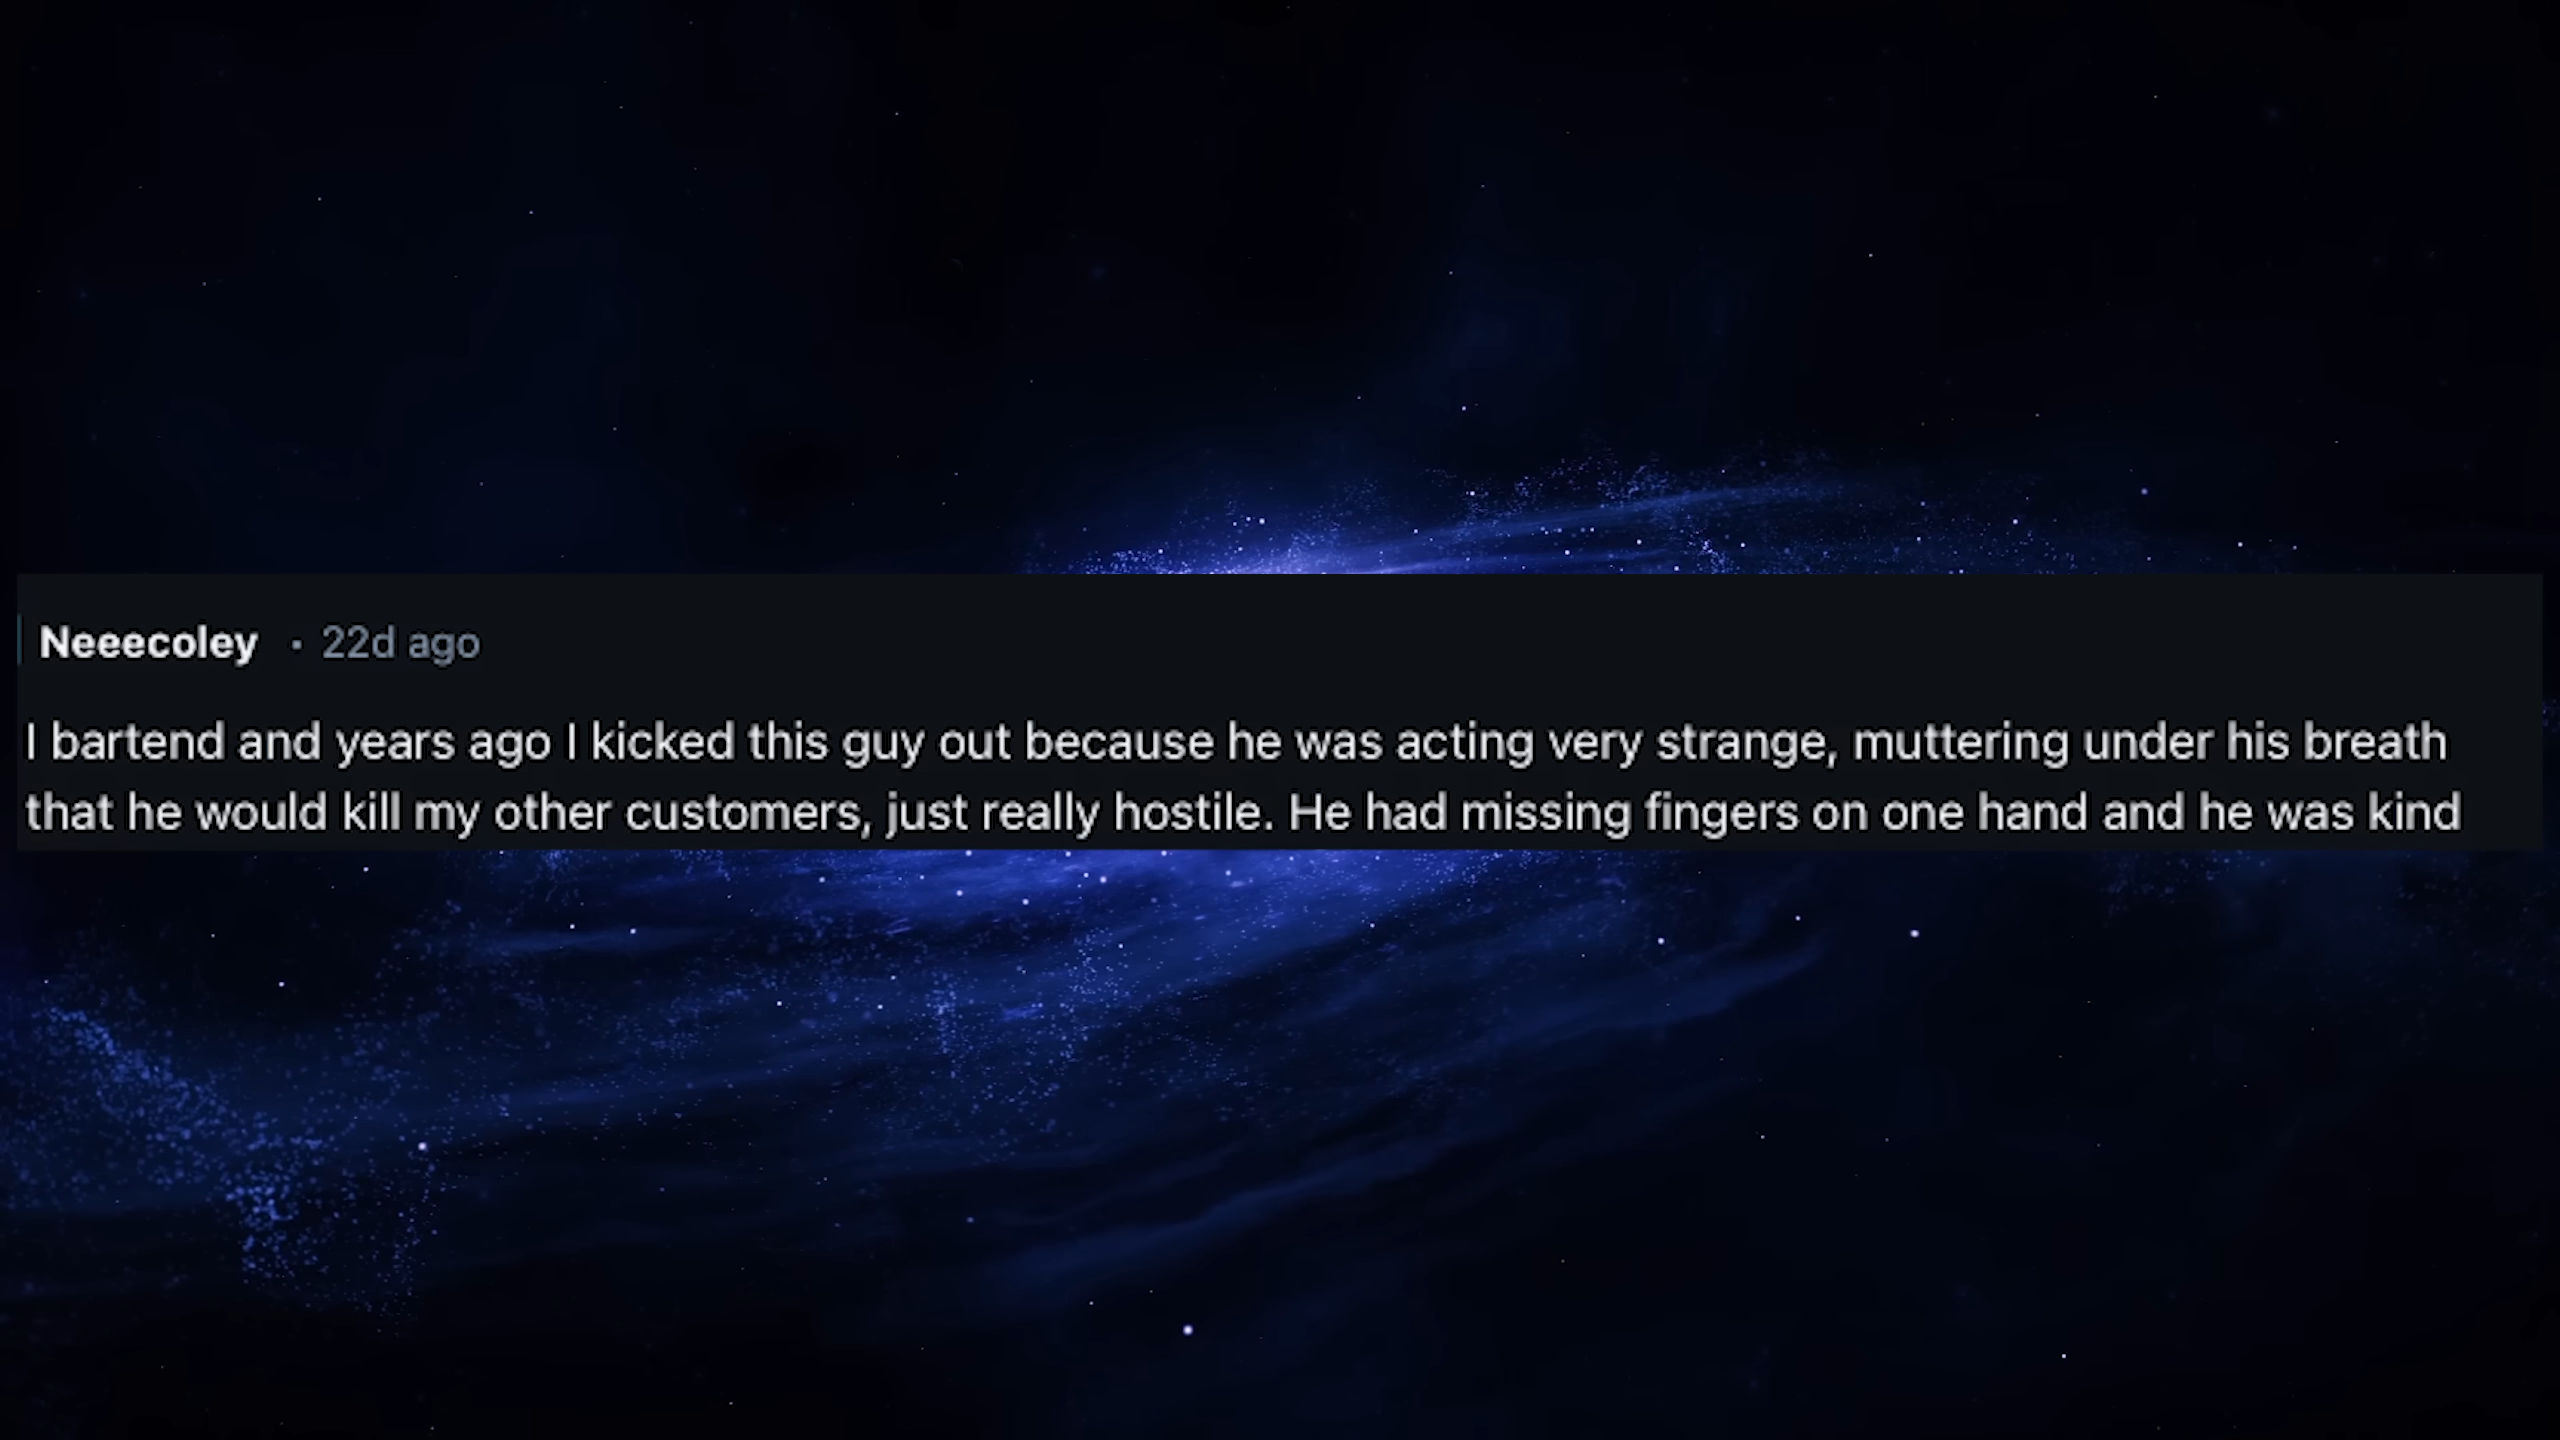 Neeecoley · 22d ago
I bartend and years ago I kicked this guy out because he was acting very strange, muttering under his breath
that he would kill my other customers, just really hostile. He had missing fingers on one hand and he was kind